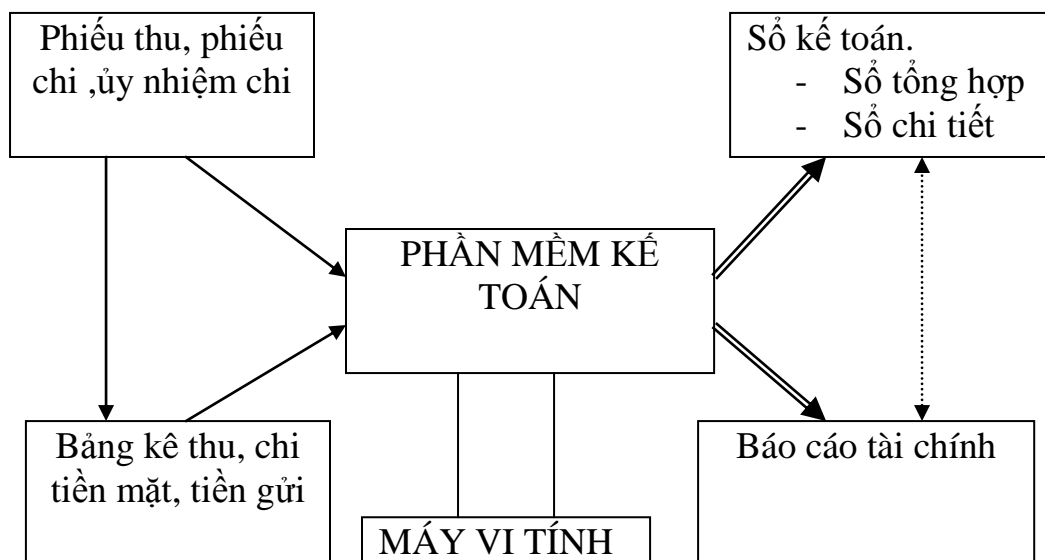 Phiếu thu, phiếu
chi ,ủy nhiệm chi
Sổ kế toán.
- Sổ tổng hợp
- Sổ chi tiết
PHẦN MỀM KẾ
TOÁN
Bảng kê thu, chi
tiền mặt, tiền gửi
Báo cáo tài chính
MÁY VI TÍNH